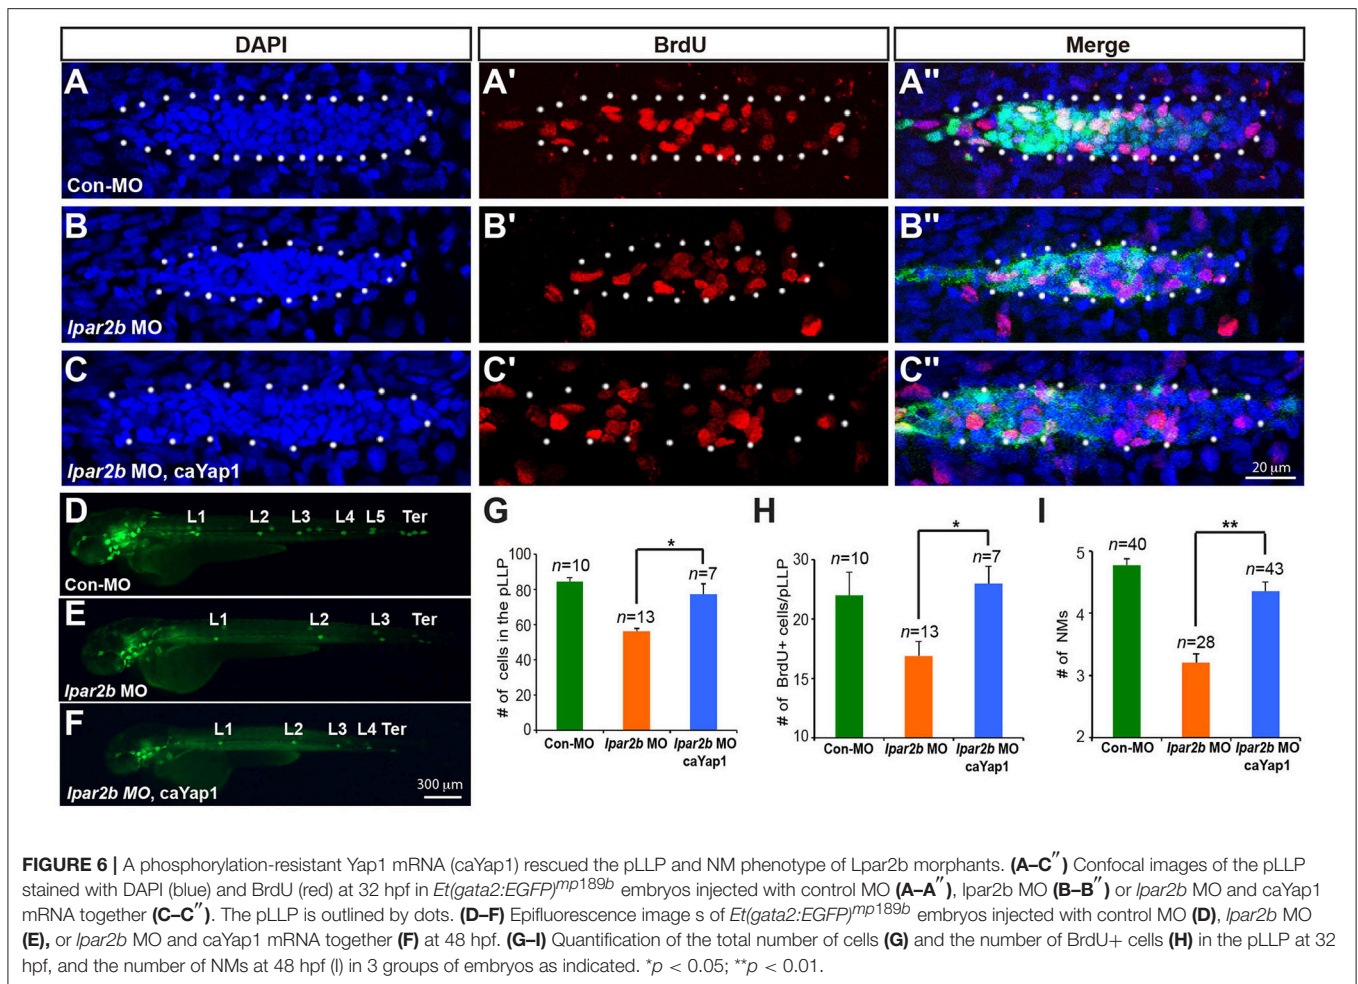 DAPI
BrdU
Merge
A
A'
A"
Con-MO
B
B'
B"
lpar2b MO
C
C'
C"
lpar2b MO, caYap1
20 µm
D
L1 L2 L3 L4 L5 Ter
Con-MO
E
L1 L2 L3 Ter
lpar2b MO
F
L1 L2 L3 L4 Ter
lpar2b MO, caYap1
300 µm
G
# of cells in the pLLP
100
80
60
40
20
0
n=10
n=13
n=7
*
Con-MO
lpar2b MO
lpar2b MO
caYap1
H
# of BrdU+ cells/pLLP
30
20
15
10
n=10
n=13
n=7
*
Con-MO
lpar2b MO
lpar2b MO
caYap1
I
# of NMs
5
4
3
2
n=40
n=28
n=43
**
Con-MO
lpar2b MO
lpar2b MO
caYap1
FIGURE 6 | A phosphorylation-resistant Yap1 mRNA (caYap1) rescued the pLLP and NM phenotype of Lpar2b morphants. (A–C″) Confocal images of the pLLP
stained with DAPI (blue) and BrdU (red) at 32 hpf in Et(gata2:EGFP)mp189b embryos injected with control MO (A–A″), lpar2b MO (B–B″) or lpar2b MO and caYap1
mRNA together (C–C″). The pLLP is outlined by dots. (D–F) Epifluorescence image s of Et(gata2:EGFP)mp189b embryos injected with control MO (D), lpar2b MO
(E), or lpar2b MO and caYap1 mRNA together (F) at 48 hpf. (G–I) Quantification of the total number of cells (G) and the number of BrdU+ cells (H) in the pLLP at 32
hpf, and the number of NMs at 48 hpf (I) in 3 groups of embryos as indicated. *p < 0.05; **p < 0.01.